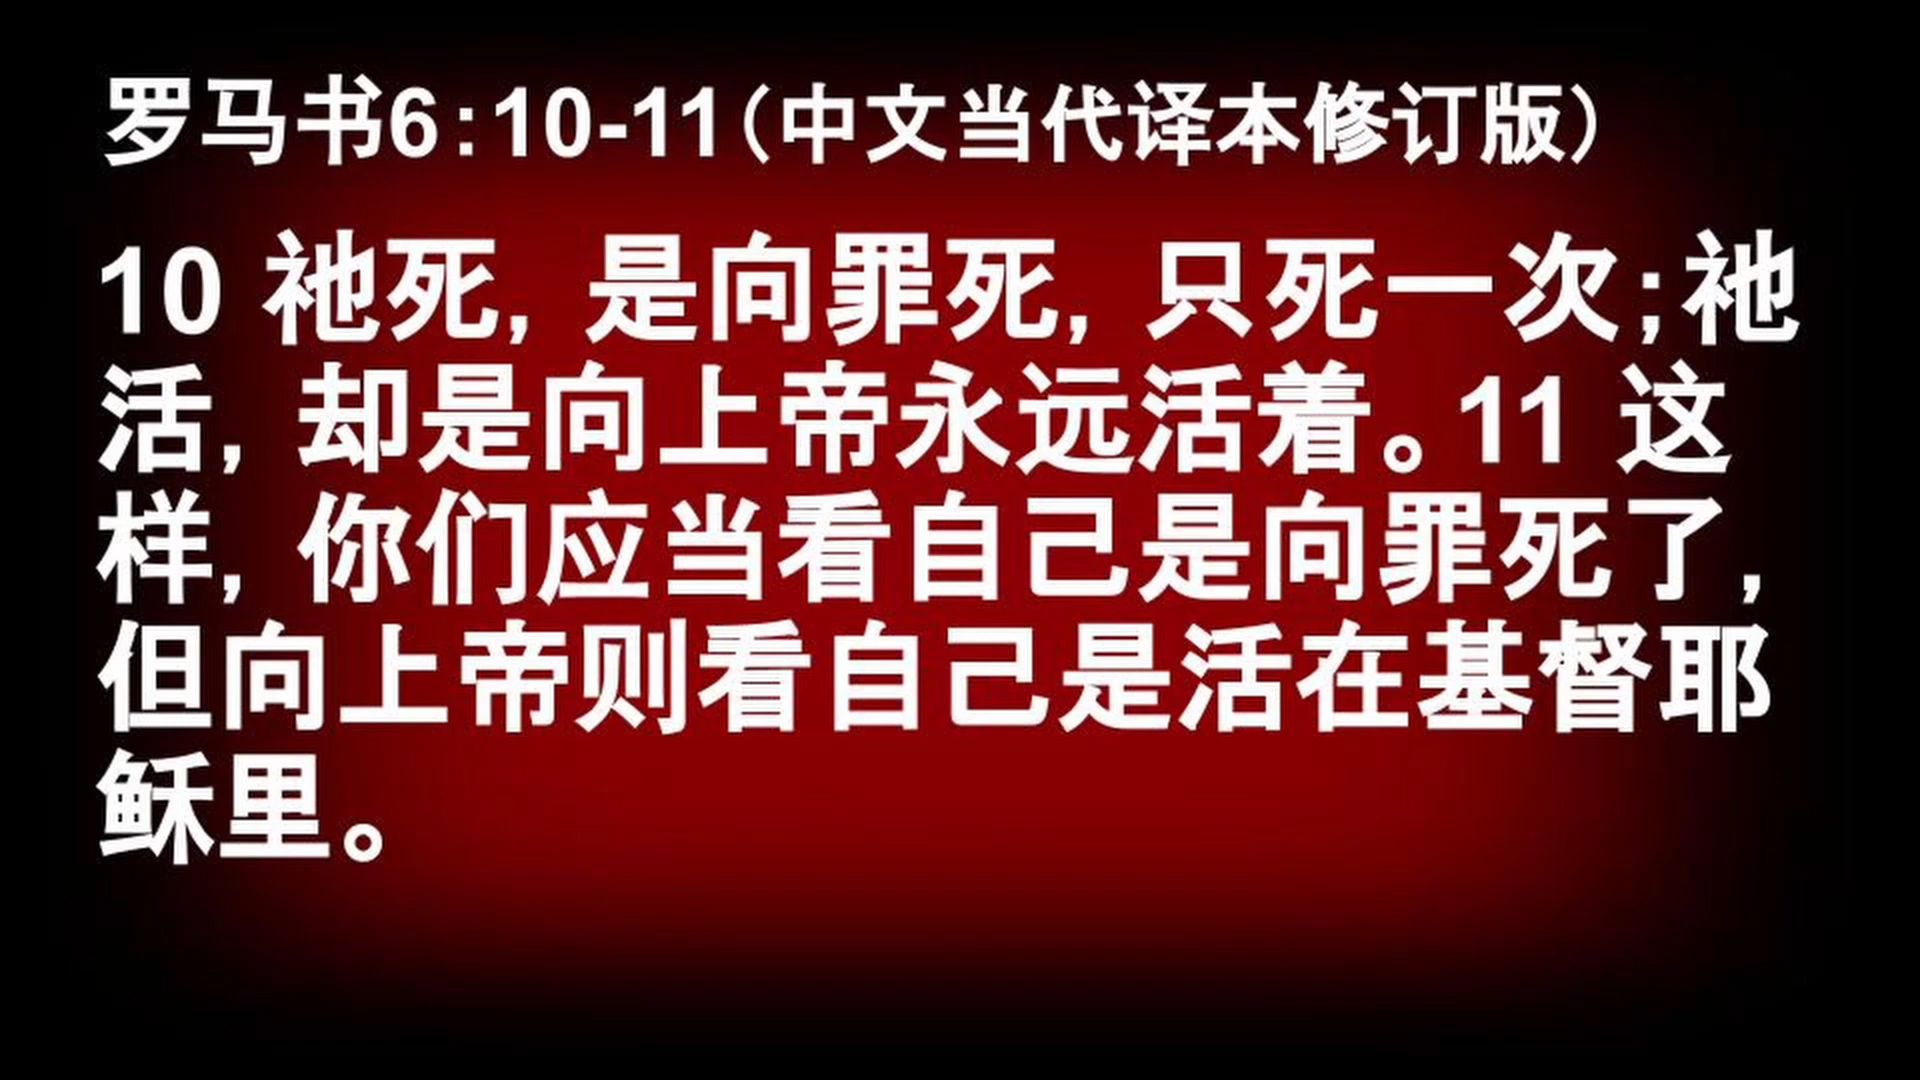 罗马书6:10-11(中文当代译本修订版)
10 祂死, 是向罪死, 只死一次;祂
活, 却是向上帝永远活着。11 这
样, 你们应当看自己是向罪死了,
但向上帝则看自己是活在基督耶
稣里。